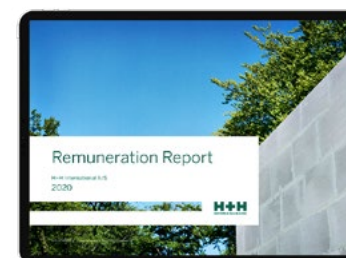 Remuneration Report
H+H International A/S
2020
H+H